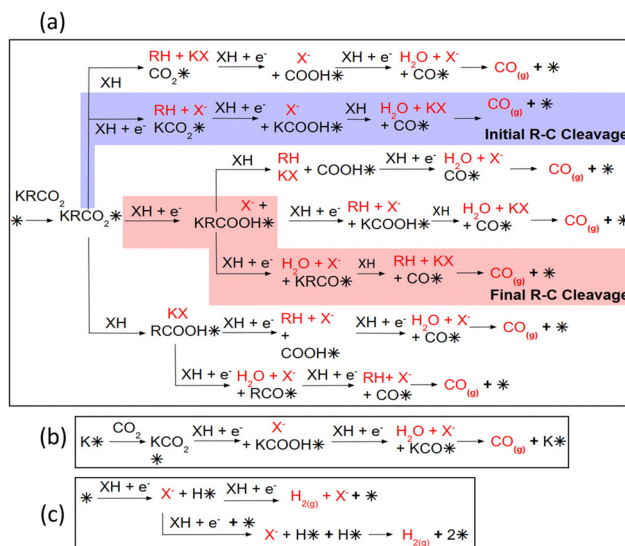 (a)
RH + KX XH + e⁻ X⁻ XH + e⁻ H₂O + X⁻
CO₂* + COOH* + CO* CO(g) + *
XH
RH + X⁻ XH + e⁻ X⁻ XH H₂O + KX CO(g) + *
XH + e⁻ KCO₂* + KCOOH* + CO* Initial R-C Cleavage
XH RH XH + e⁻ H₂O + X⁻
KX + COOH* CO* CO(g) + *
KRCO₂ X⁻ +
* KRCO₂* XH + e⁻ KRCOOH* XH + e⁻ RH + X⁻ XH H₂O + KX
+ KCOOH* + CO* CO(g) + *
XH + e⁻ H₂O + X⁻ XH RH + KX
+ KRCO* + CO* CO(g) + *
Final R-C Cleavage
KX
XH RCOOH* XH + e⁻ RH + X⁻ XH + e⁻ H₂O + X⁻
+ + CO* CO(g) + *
COOH*
XH + e⁻ H₂O + X⁻ XH + e⁻ RH+ X⁻
+ RCO* + CO* CO(g) + *
(b)
K* CO₂ KCO₂ XH + e⁻ X⁻ XH + e⁻ H₂O + X⁻ CO(g) + K*
* + KCOOH* + KCO*
(c)
* XH + e⁻ X⁻ + H* XH + e⁻ H₂(g) + X⁻ + *
XH + e⁻ + * X⁻ + H* + H* H₂(g) + 2*